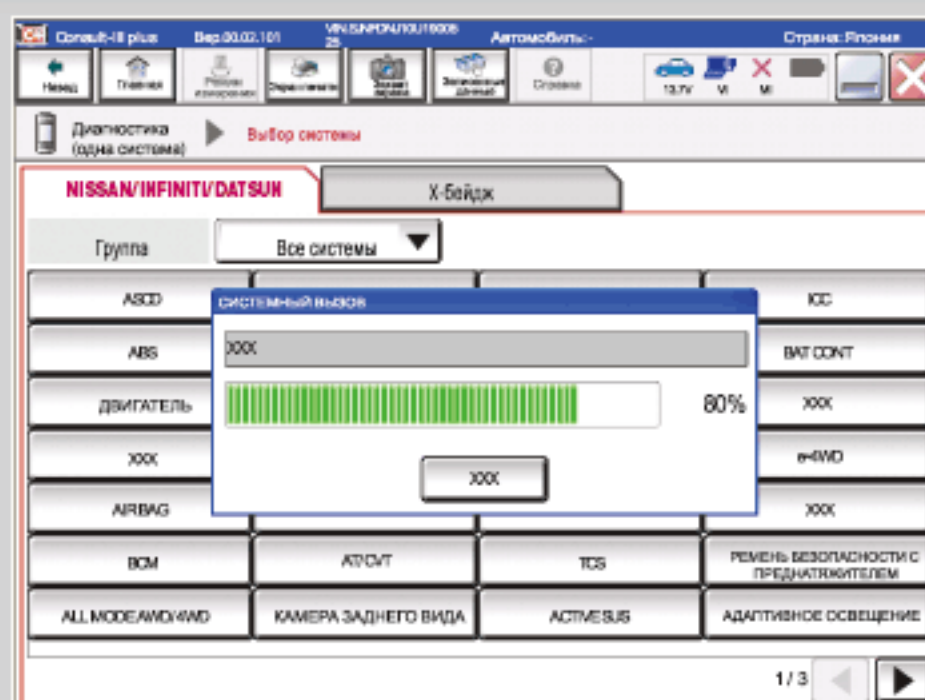 Consult-III plus Вер.00.02.101 Автомобиль:- Страна:Япония
Назад Главная Справка 13.7V VI MI
Диагностика
(одна система) Выбор системы
NISSAN/INFINITI/DATSUN Х-бейдж
Группа Все системы
ASCD ICC
СИСТЕМНЫЙ ВЫЗОВ
ABS XXX BAT CONT
ДВИГАТЕЛЬ 80% XXX
XXX XXX e-4WD
AIRBAG XXX
BCM AT/CVT TCS РЕМЕНЬ БЕЗОПАСНОСТИ С
ПРЕДНАТЯЖИТЕЛЕМ
ALL MODE AWD/4WD КАМЕРА ЗАДНЕГО ВИДА ACTIVE SUS АДАПТИВНОЕ ОСВЕЩЕНИЕ
1 / 3